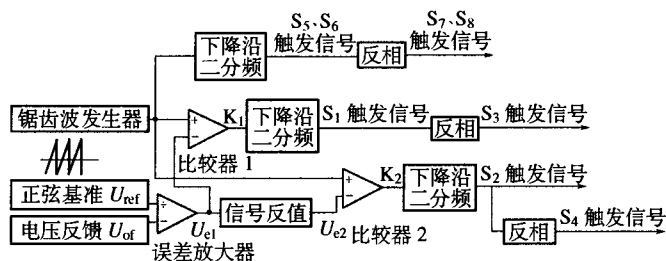 S₅、S₆
触发信号
S₇、S₈
触发信号
下降沿
二分频
反相
锯齿波发生器
+
−
K₁
比较器 1
下降沿
二分频
S₁ 触发信号
反相
S₃ 触发信号
正弦基准 Uref
电压反馈 Uof
÷
−
Ue1
误差放大器
信号反值
Ue2
+
−
比较器 2
K₂
下降沿
二分频
S₂ 触发信号
反相
S₄ 触发信号